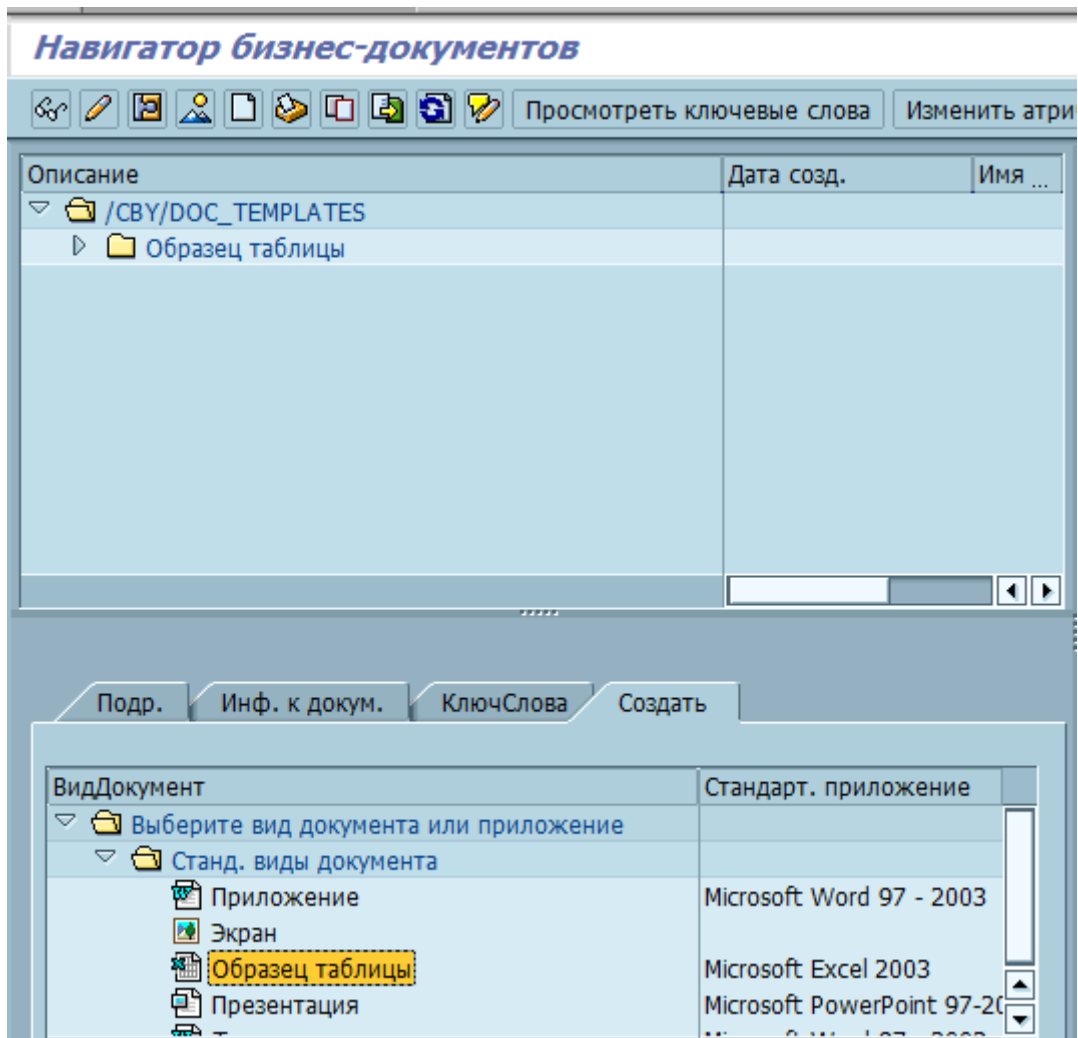 Навигатор бизнес-документов
Просмотреть ключевые слова Изменить атри
Описание Дата созд. Имя ...
/CBY/DOC_TEMPLATES
Образец таблицы
Подр. Инф. к докум. КлючСлова Создать
ВидДокумент Стандарт. приложение
Выберите вид документа или приложение
Станд. виды документа
Приложение Microsoft Word 97 - 2003
Экран
Образец таблицы Microsoft Excel 2003
Презентация Microsoft PowerPoint 97-20